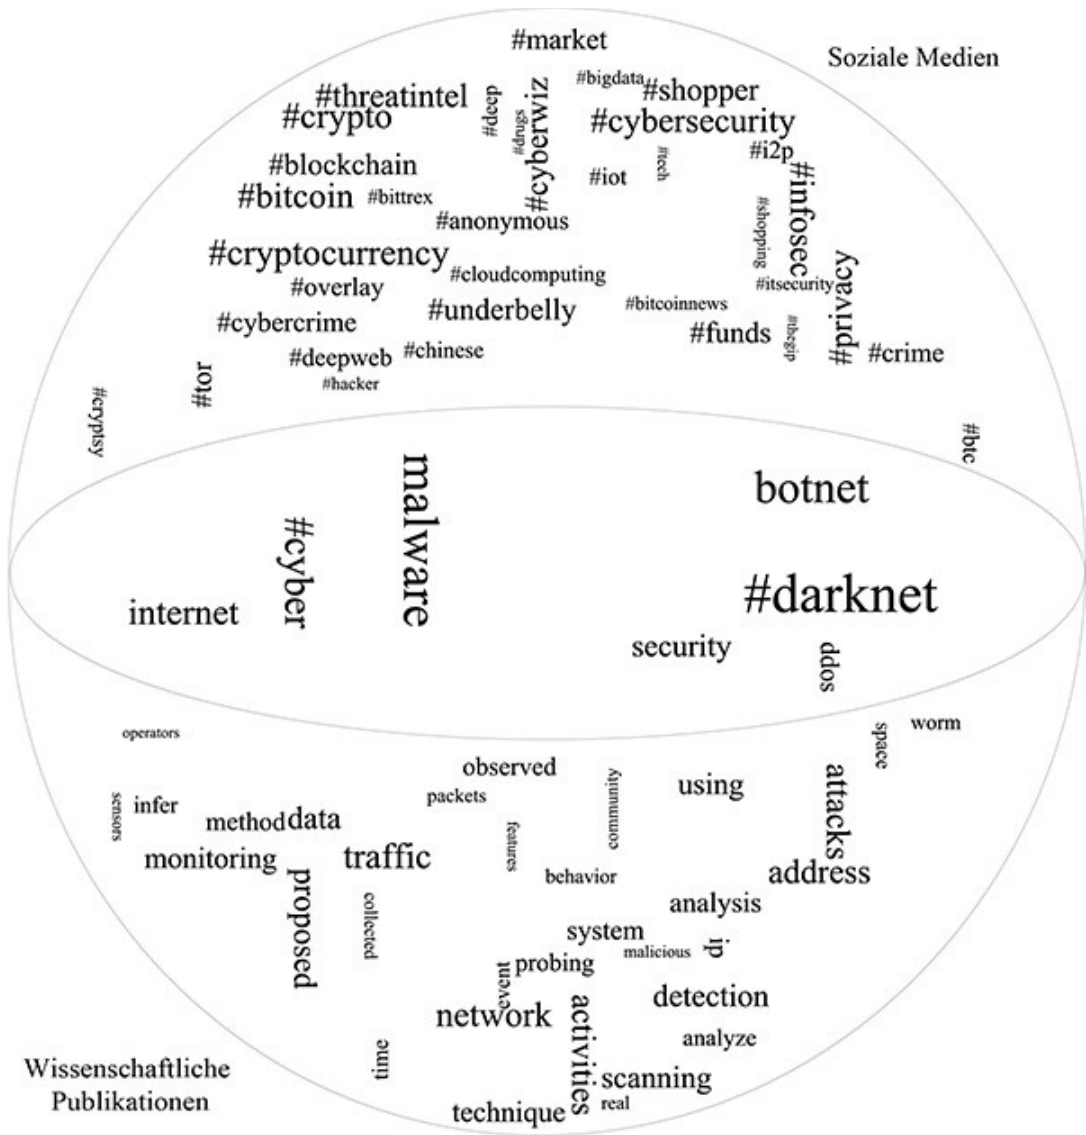 #market
Soziale Medien
#bigdata
#threatintel
#deep
#drugs
#cyberwiz
#shopper
#crypto
#cybersecurity
#blockchain
#iot
#tech
#i2p
#infosec
#bitcoin
#bittrex
#anonymous
#shopping
#cryptocurrency
#cloudcomputing
#overlay
#itsecurity
#privacy
#underbelly
#bitcoinnews
#cybercrime
#funds
#thegip
#deepweb
#chinese
#crime
#hacker
#tor
#cryptsy
#btc
malware
botnet
#cyber
#darknet
internet
security
ddos
operators
worm
space
observed
community
using
attacks
sensors
infer
packets
method
data
features
monitoring
traffic
address
proposed
behavior
collected
analysis
system
malicious
ip
probing
event
detection
network
activities
analyze
time
Wissenschaftliche
Publikationen
scanning
real
technique